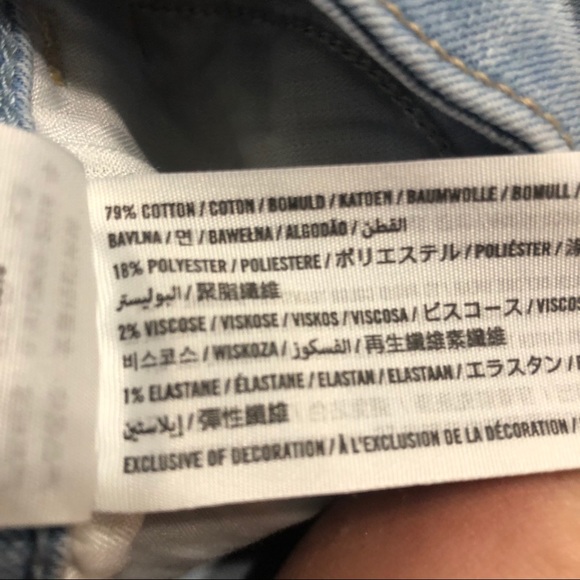 79% COTTON / COTON / BOMULD / KATOEN / BAUMWOLLE / BOMULL /
BAVLNA / 면 / BAWEŁNA / ALGODÃO / القطن
18% POLYESTER / POLIESTERE / ポリエステル / POLIÉSTER /
البوليستر / 聚脂纖維
2% VISCOSE / VISKOSE / VISKOS / VISCOSA / ビスコース /
비스코스 / WISKOZA / الفسكوز / 再生纖維素纖維
1% ELASTANE / ÉLASTANE / ELASTAN / ELASTAAN / エラスタン /
إيلاستين / 彈性纖維
EXCLUSIVE OF DECORATION / À L'EXCLUSION DE LA DÉCORATION /